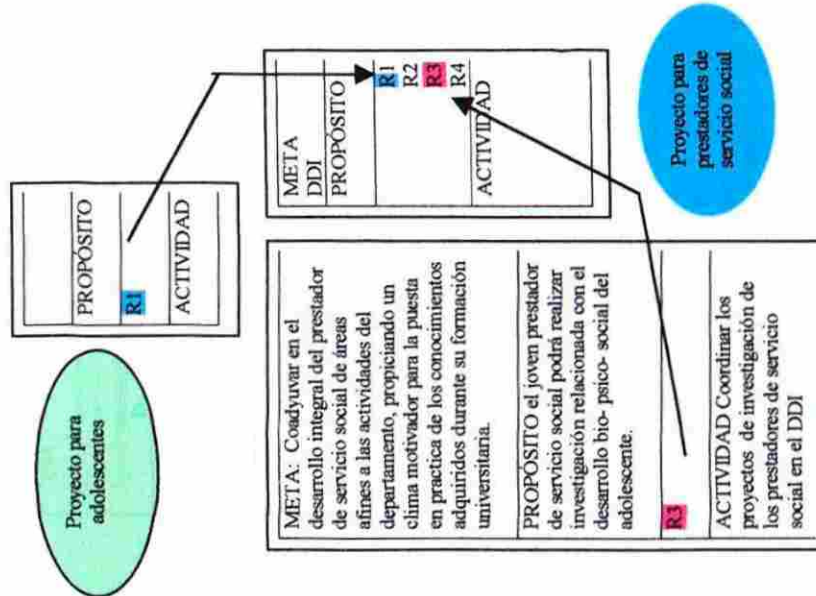 Proyecto para
adolescentes
PROPÓSITO
R1
ACTIVIDAD
META: Coadyuvar en el
desarrollo integral del prestador
de servicio social de áreas
afines a las actividades del
departamento, propiciando un
clima motivador para la puesta
en practica de los conocimientos
adquiridos durante su formación
universitaria.
PROPÓSITO el joven prestador
de servicio social podrá realizar
investigación relacionada con el
desarrollo bio- psico- social del
adolescente.
R3
ACTIVIDAD Coordinar los
proyectos de investigación de
los prestadores de servicio
social en el DDI
META
DDI
PROPÓSITO
R1
R2
R3
R4
ACTIVIDAD
Proyecto para
prestadores de
servicio social